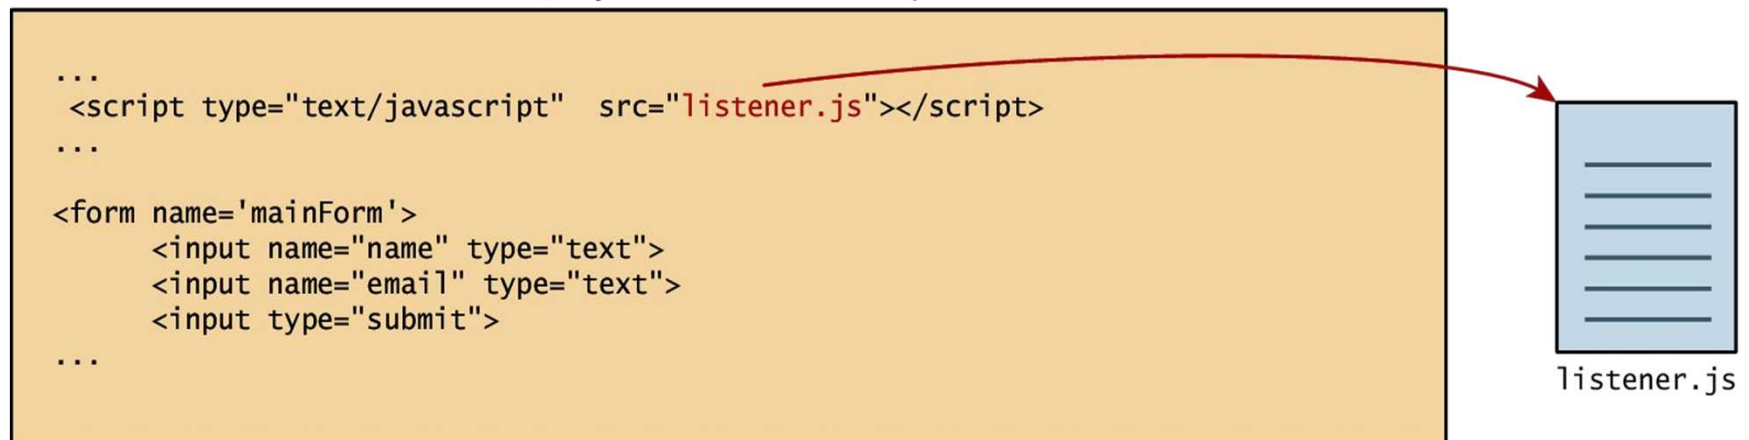 ...
<script type="text/javascript"  src="listener.js"></script>
...
<form name='mainForm'>
<input name="name" type="text">
<input name="email" type="text">
<input type="submit">
...
listener.js